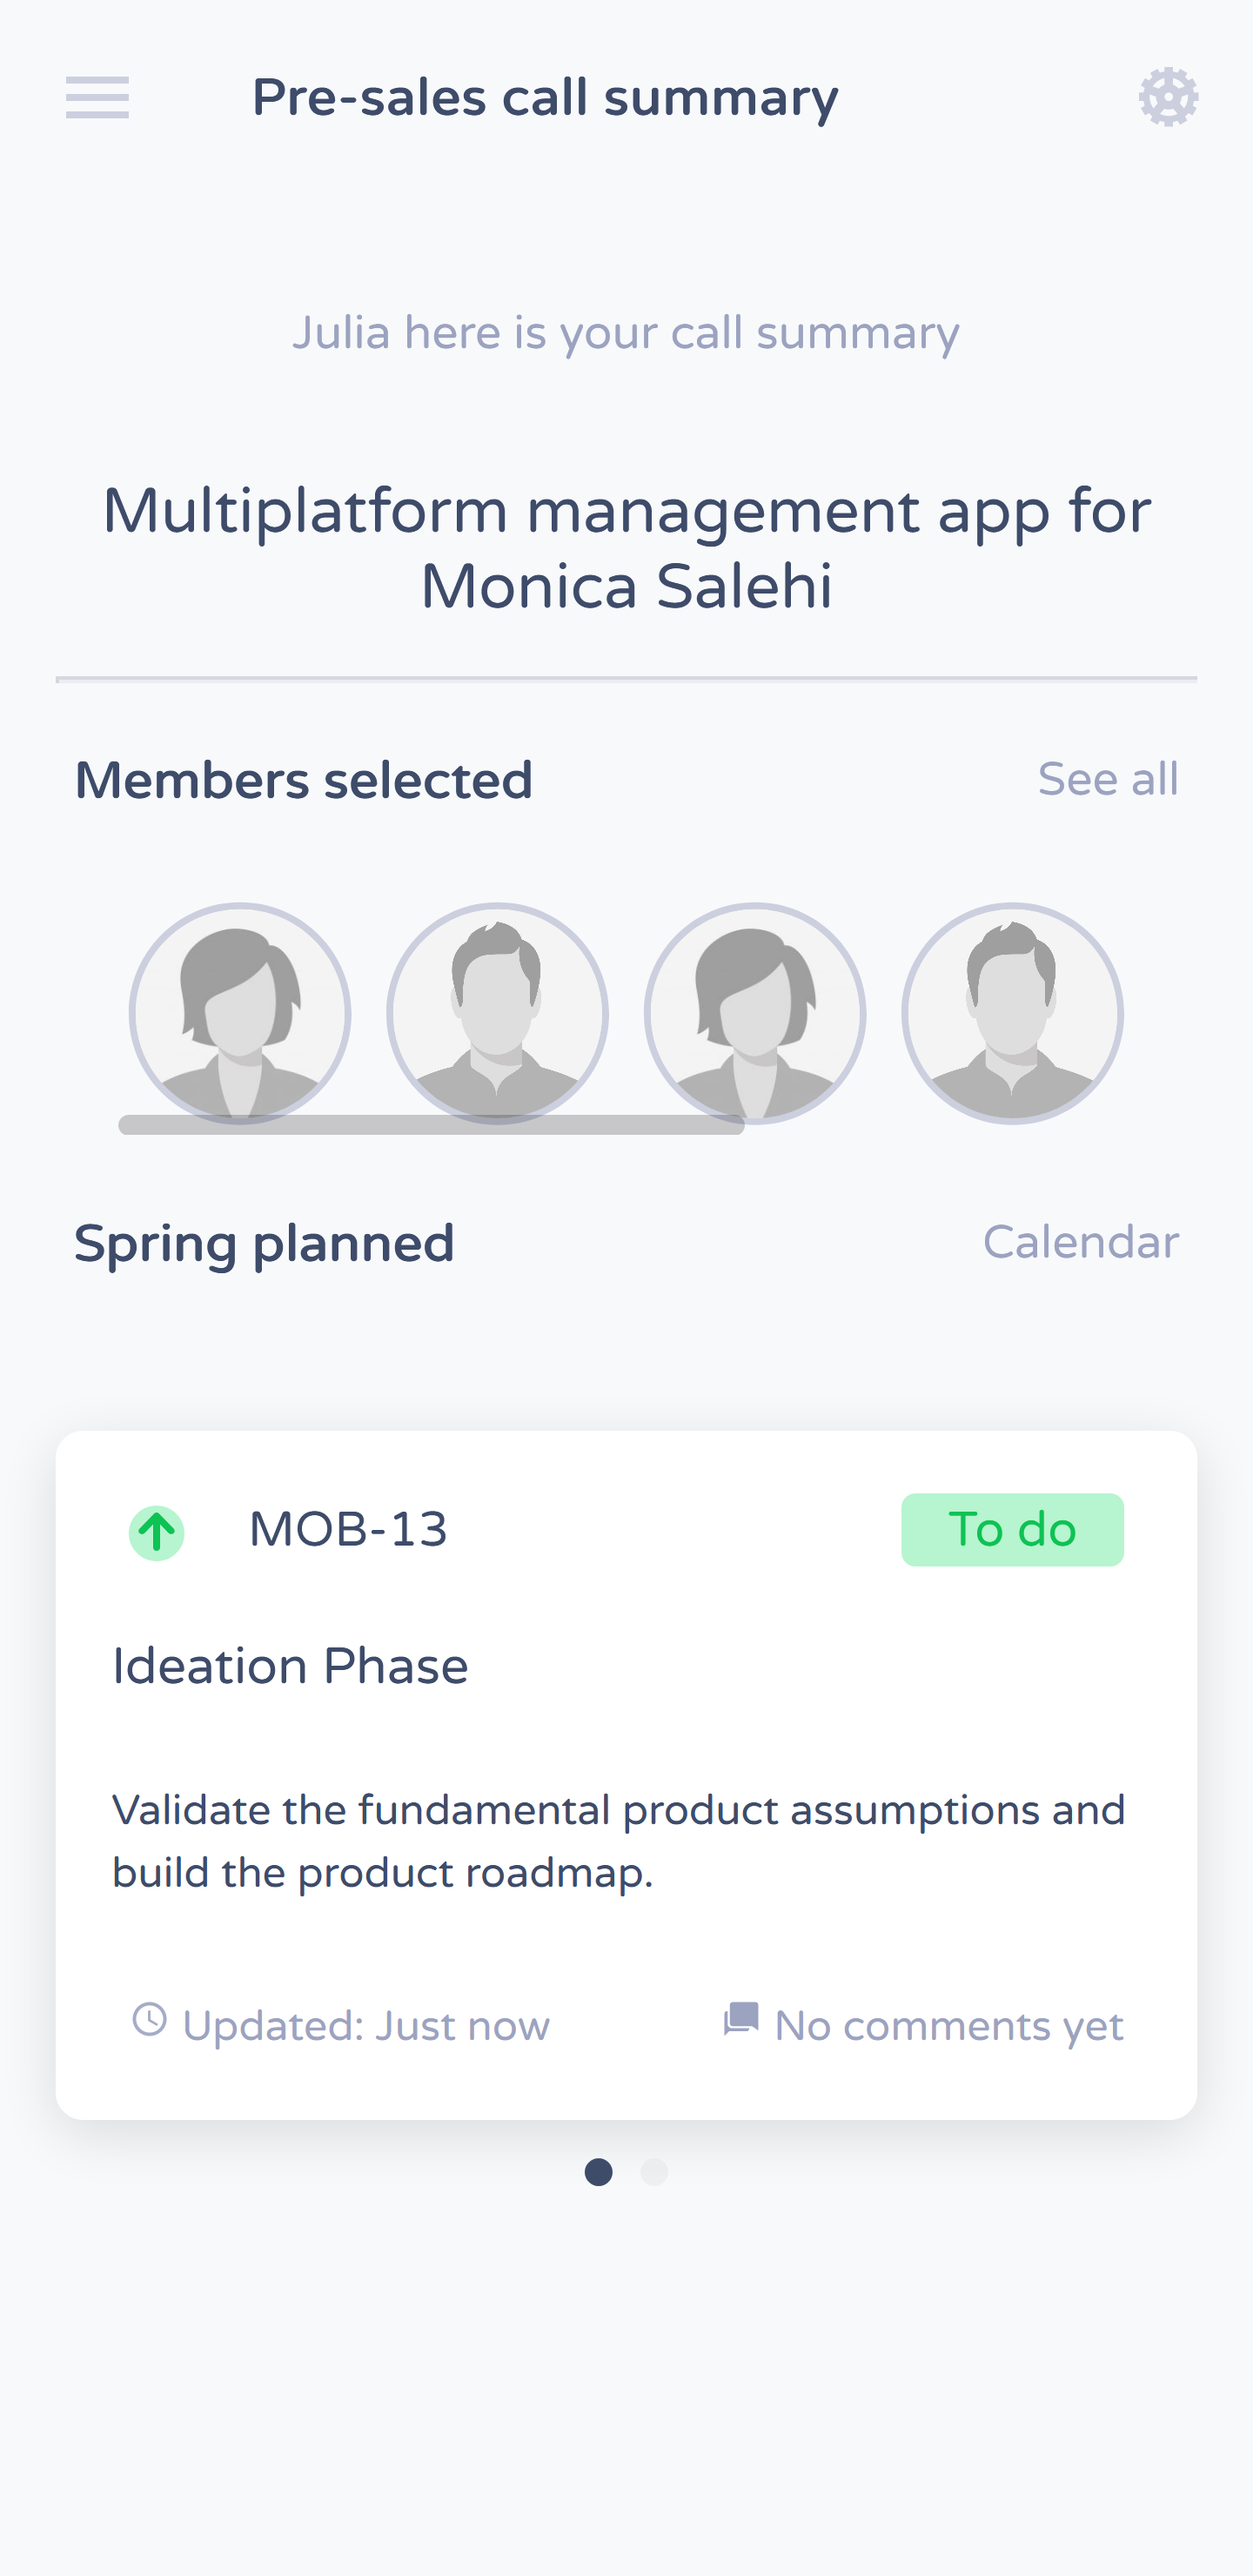 Pre-sales call summary
Julia here is your call summary
Multiplatform management app for
Monica Salehi
Members selected
See all
Spring planned
Calendar
MOB-13
To do
Ideation Phase
Validate the fundamental product assumptions and
build the product roadmap.
Updated: Just now
No comments yet